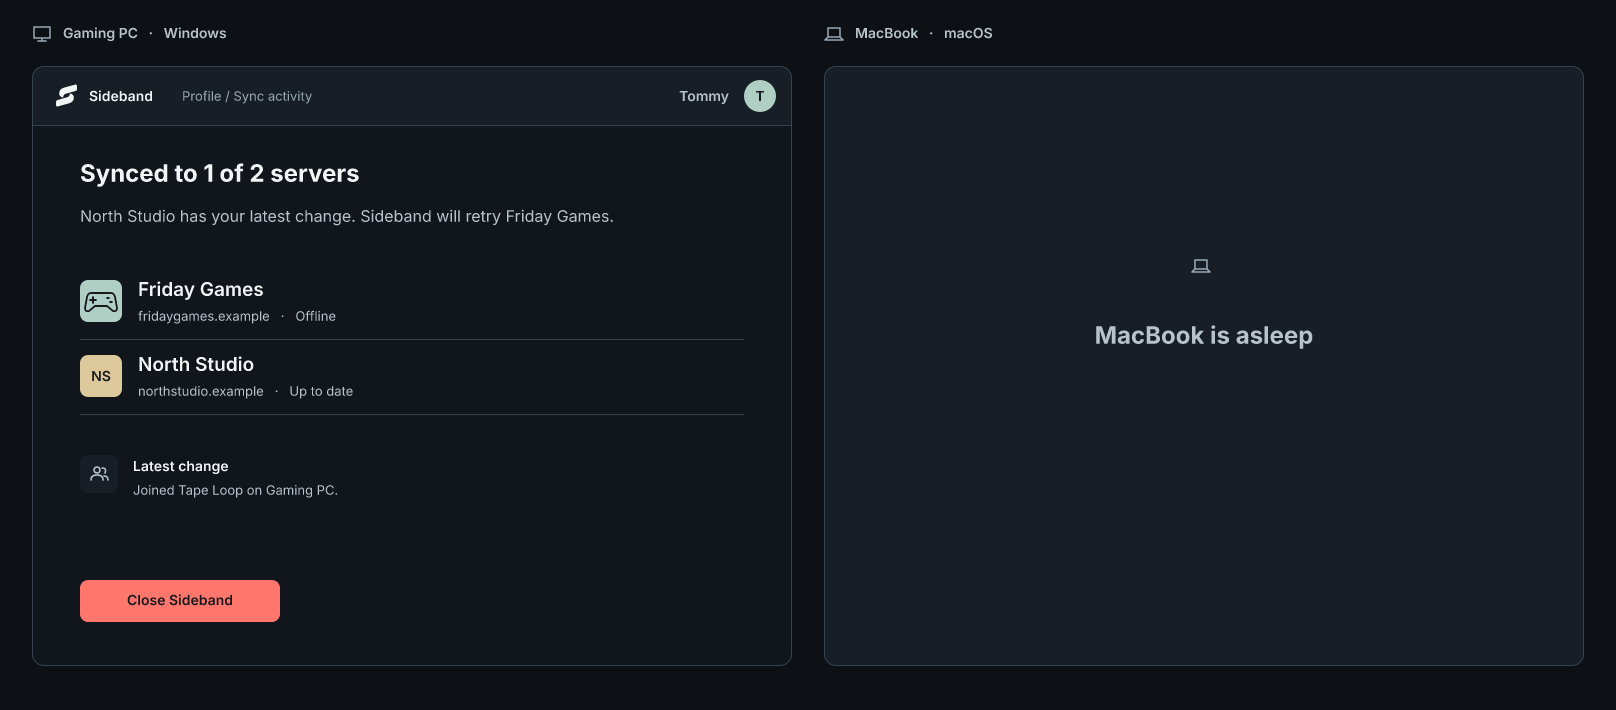 Gaming PC · Windows
Sideband
Profile / Sync activity
Tommy
T
Synced to 1 of 2 servers
North Studio has your latest change. Sideband will retry Friday Games.
Friday Games
fridaygames.example · Offline
NS
North Studio
northstudio.example · Up to date
Latest change
Joined Tape Loop on Gaming PC.
Close Sideband
MacBook · macOS
MacBook is asleep